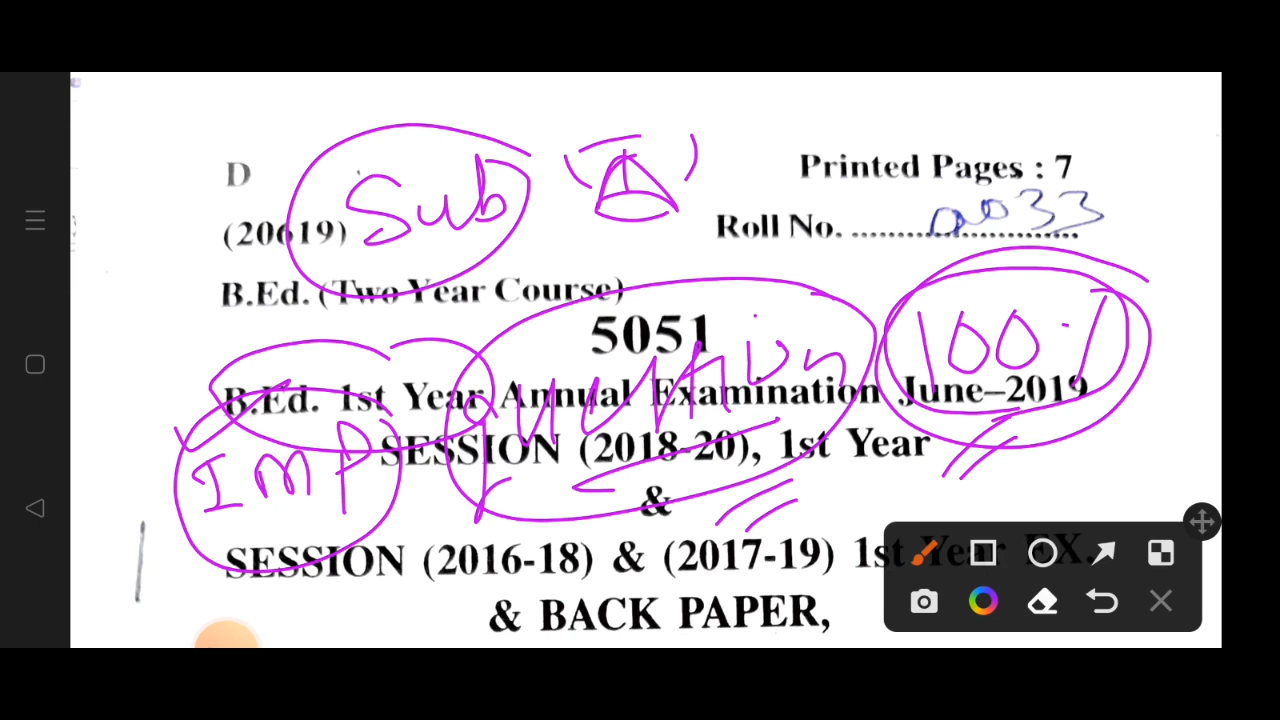 D
Printed Pages : 7
(20619) Sub (I)
Roll No. ............................
B.Ed. (Two Year Course)
5051
100%
B.Ed. 1st Year Annual Examination June–2019
Imp Question
SESSION (2018-20), 1st Year
&
SESSION (2016-18) & (2017-19) 1st Year EX.
& BACK PAPER,